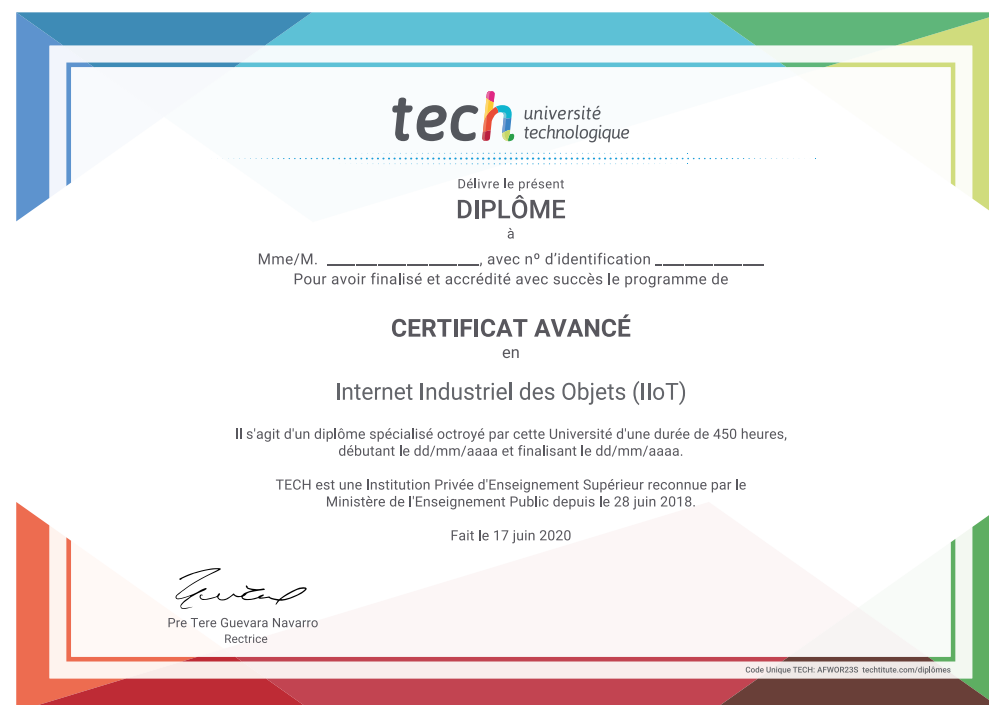 tech université
technologique
Délivre le présent
DIPLÔME
à
Mme/M. ________________, avec nº d'identification ____________
Pour avoir finalisé et accrédité avec succès le programme de
CERTIFICAT AVANCÉ
en
Internet Industriel des Objets (IIoT)
Il s'agit d'un diplôme spécialisé octroyé par cette Université d'une durée de 450 heures,
débutant le dd/mm/aaaa et finalisant le dd/mm/aaaa.
TECH est une Institution Privée d'Enseignement Supérieur reconnue par le
Ministère de l'Enseignement Public depuis le 28 juin 2018.
Fait le 17 juin 2020
Pre Tere Guevara Navarro
Rectrice
Code Unique TECH: AFWOR23S techtitute.com/diplômes